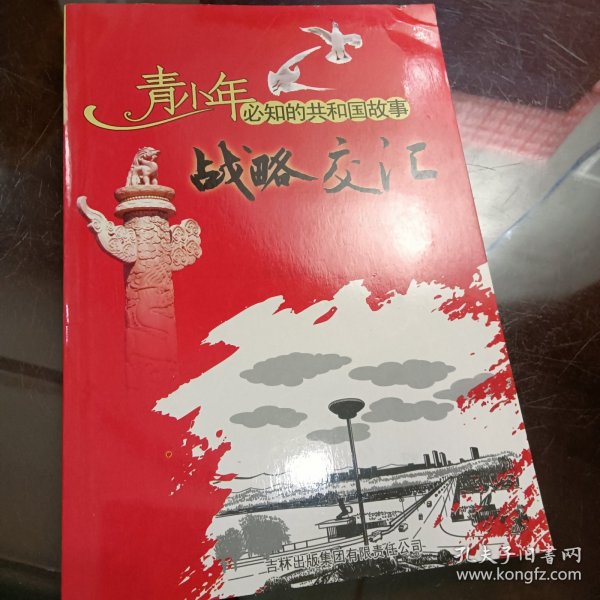 青少年
必知的共和国故事
战略交汇
吉林出版集团有限责任公司
孔夫子旧书网
www.kongfz.com